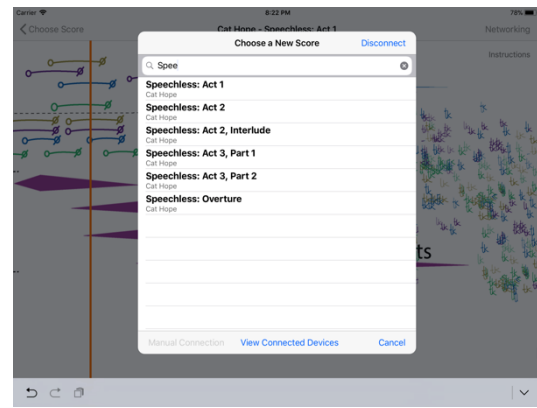 Carrier 8:22 PM 76%
Choose Score Cat Hope - Speechless: Act 1 Networking
Choose a New Score Disconnect
Instructions
Spee
Speechless: Act 1
Cat Hope
Speechless: Act 2
Cat Hope
Speechless: Act 2, Interlude
Cat Hope
Speechless: Act 3, Part 1
Cat Hope
Speechless: Act 3, Part 2
Cat Hope
Speechless: Overture
Cat Hope
ts
Manual Connection View Connected Devices Cancel